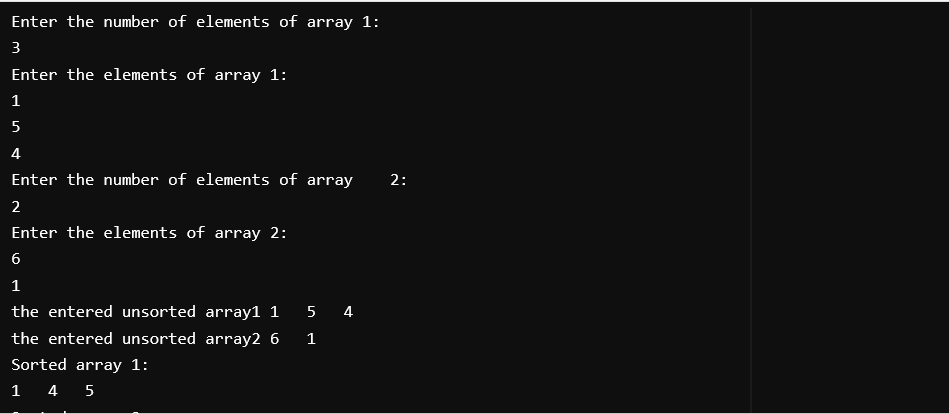 Enter the number of elements of array 1:
3
Enter the elements of array 1:
1
5
4
Enter the number of elements of array    2:
2
Enter the elements of array 2:
6
1
the entered unsorted array1 1   5   4
the entered unsorted array2 6   1
Sorted array 1:
1   4   5